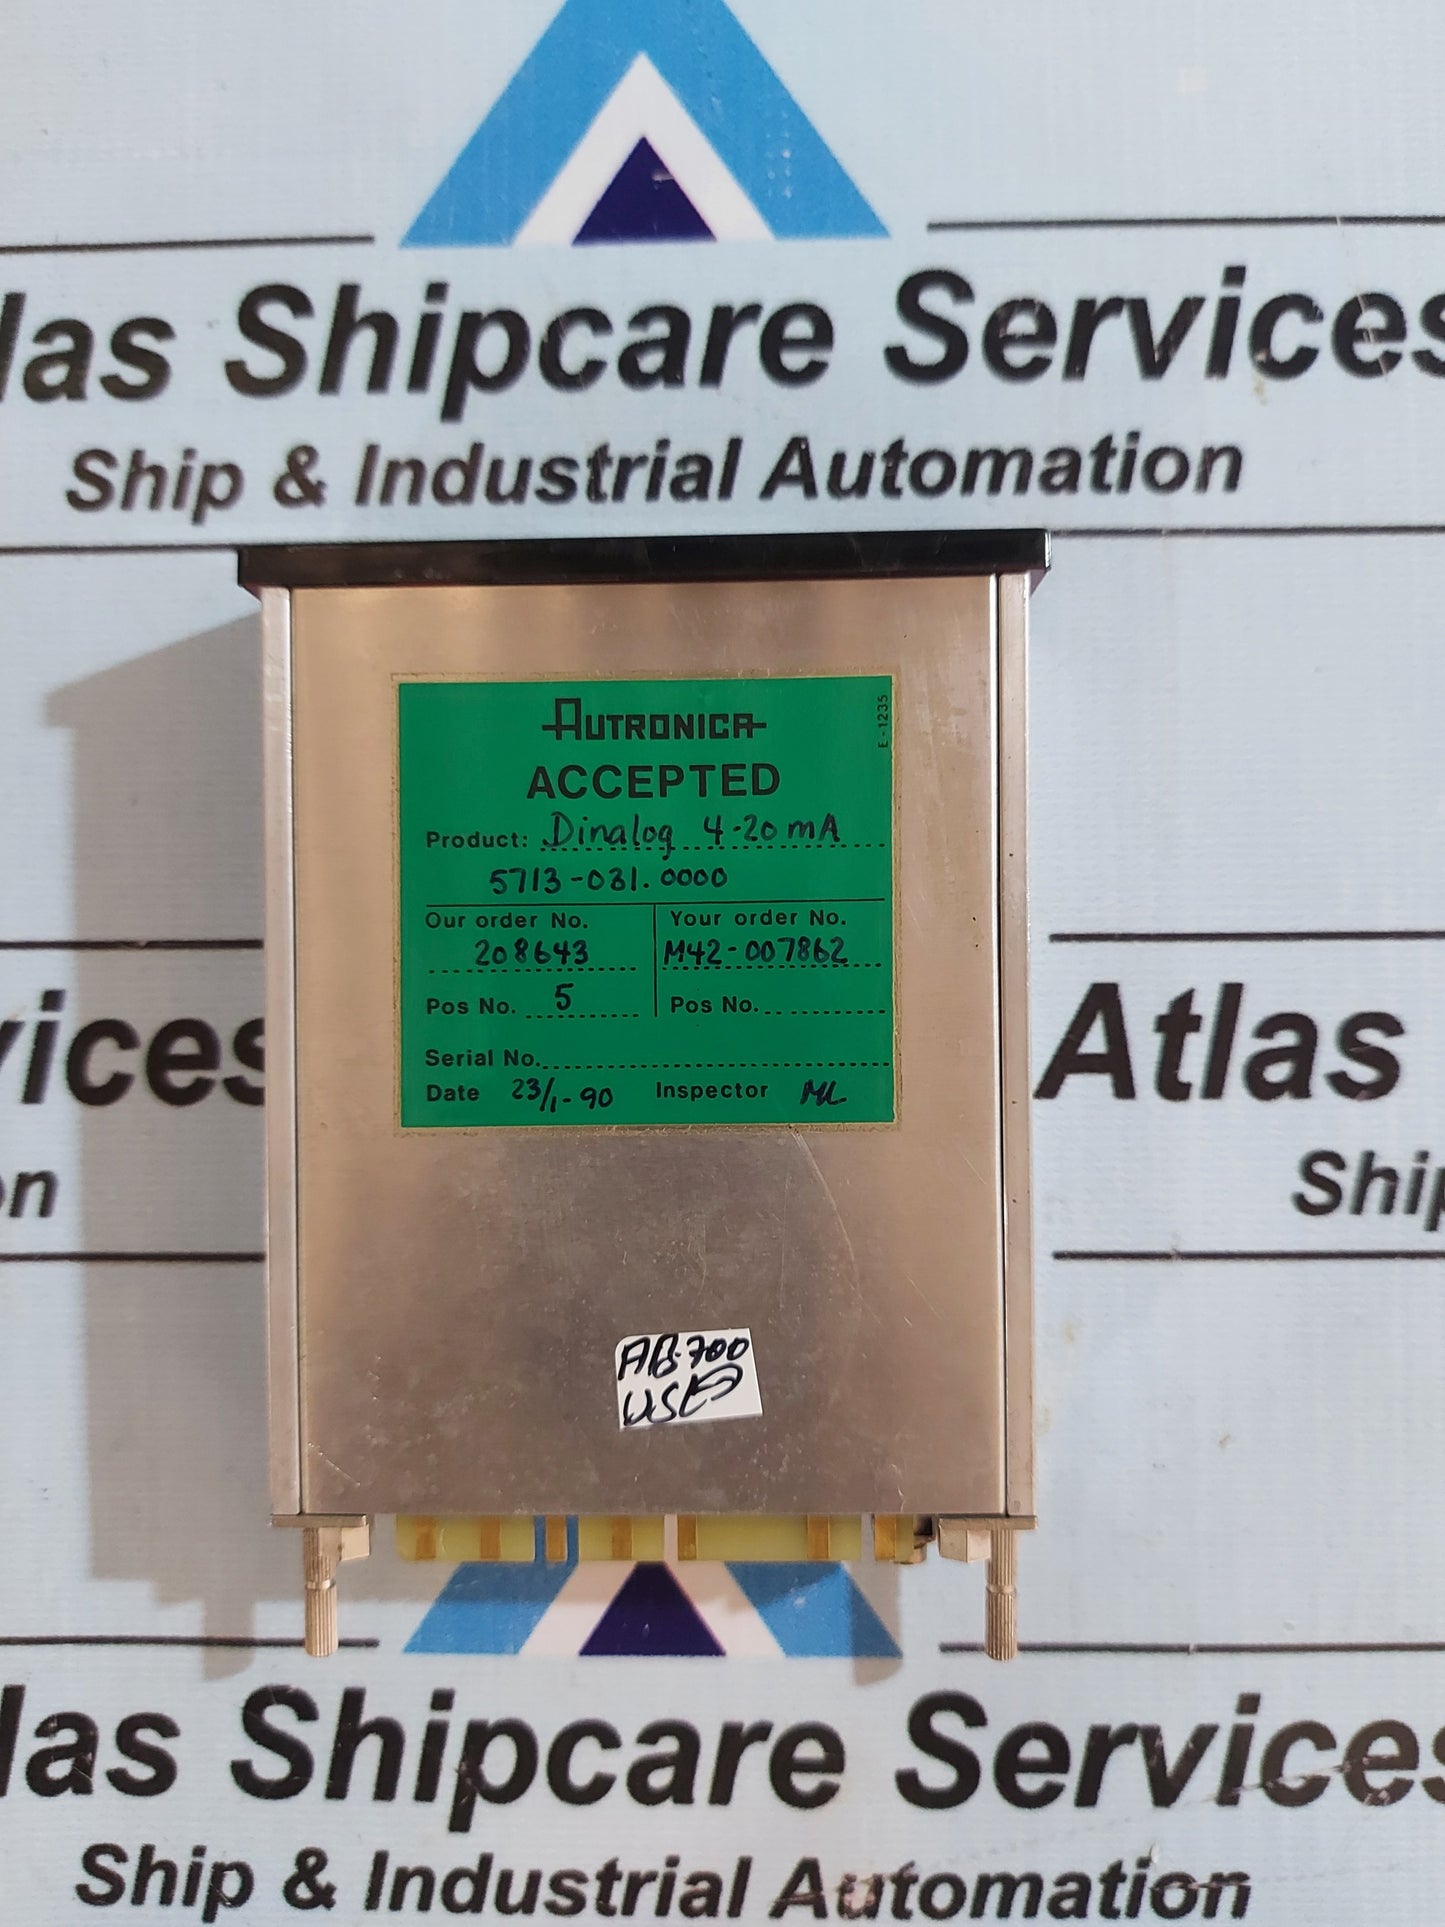 las Shipcare Services
Ship & Industrial Automation
AUTRONICA
E-1235
ACCEPTED
Product: Dinalog 4-20 mA
5713-031.0000
Our order No. Your order No.
208643 M42-007862
Pos No. 5 Pos No.
Serial No.
Date 23/1-90 Inspector ML
vices
Atlas
on
Ship
AB-700
USED
las Shipcare Services
Ship & Industrial Automation